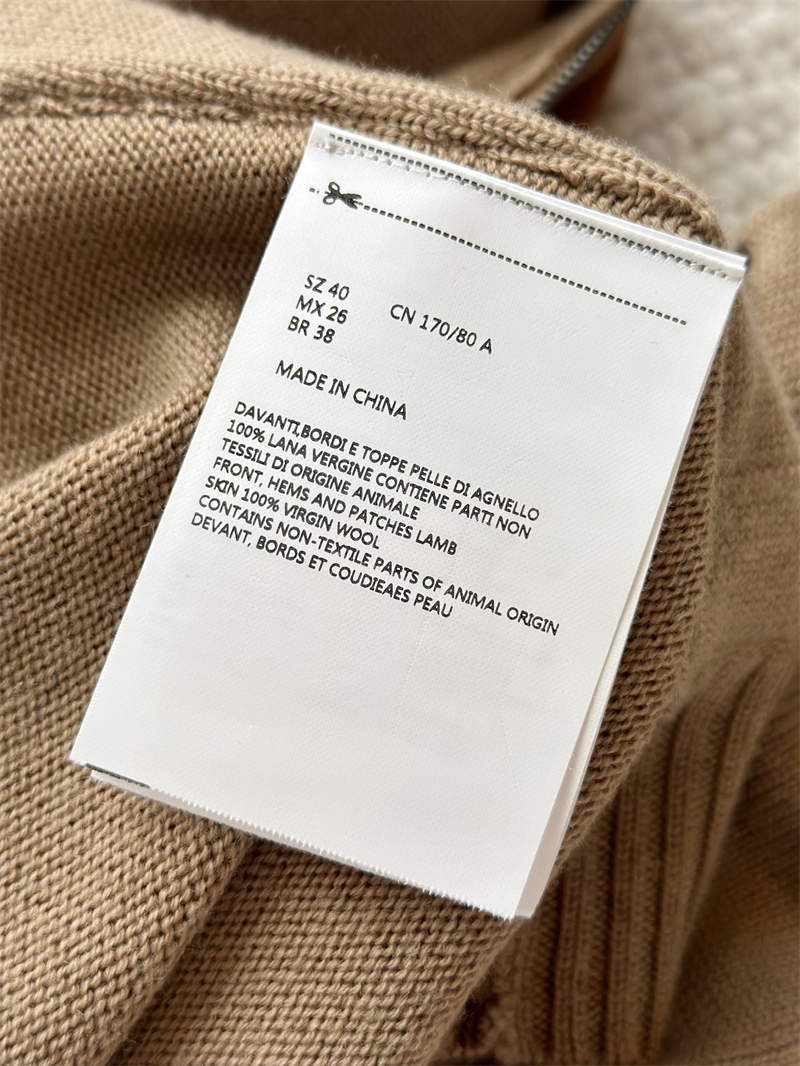 SZ 40
MX 26
BR 38
CN 170/80 A
MADE IN CHINA
DAVANTI,BORDI E TOPPE PELLE DI AGNELLO
100% LANA VERGINE CONTIENE PARTI NON
TESSILI DI ORIGINE ANIMALE
FRONT, HEMS AND PATCHES LAMB
SKIN 100% VIRGIN WOOL
CONTAINS NON-TEXTILE PARTS OF ANIMAL ORIGIN
DEVANT, BORDS ET COUDIEAES PEAU